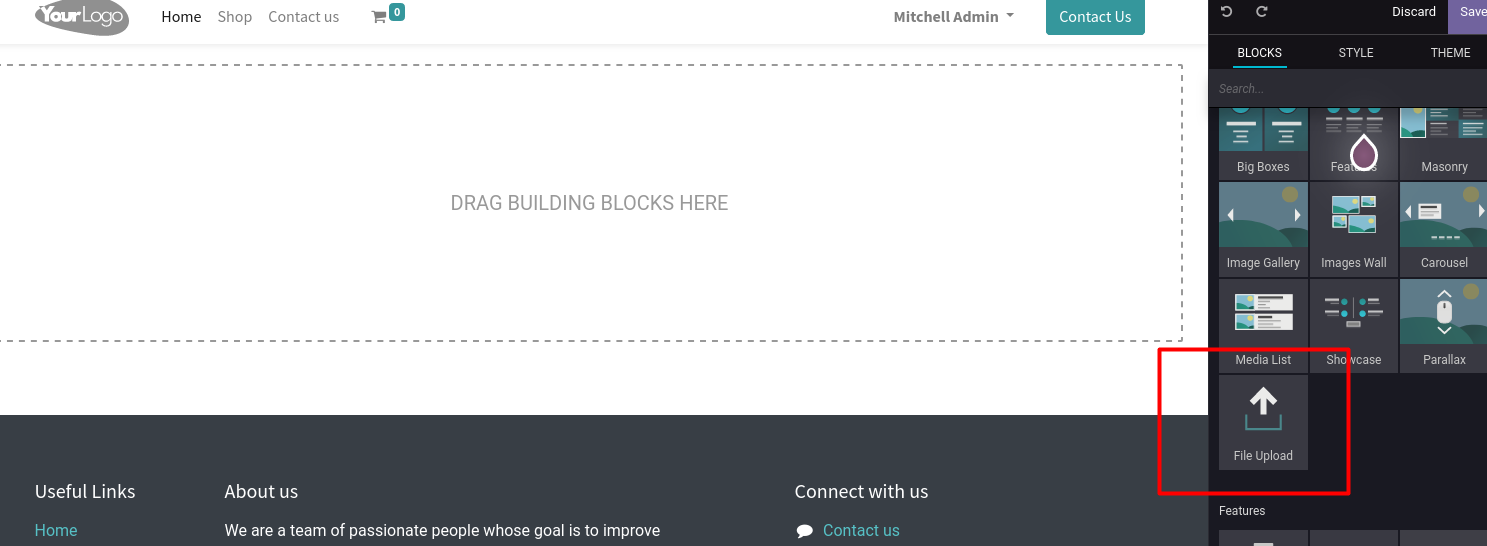 YourLogo
Home Shop Contact us 0 Mitchell Admin Contact Us
Discard Save
BLOCKS STYLE THEME
Search...
Big Boxes Features Masonry
DRAG BUILDING BLOCKS HERE
Image Gallery Images Wall Carousel
Media List Showcase Parallax
File Upload
Features
Useful Links About us Connect with us
Home We are a team of passionate people whose goal is to improve Contact us